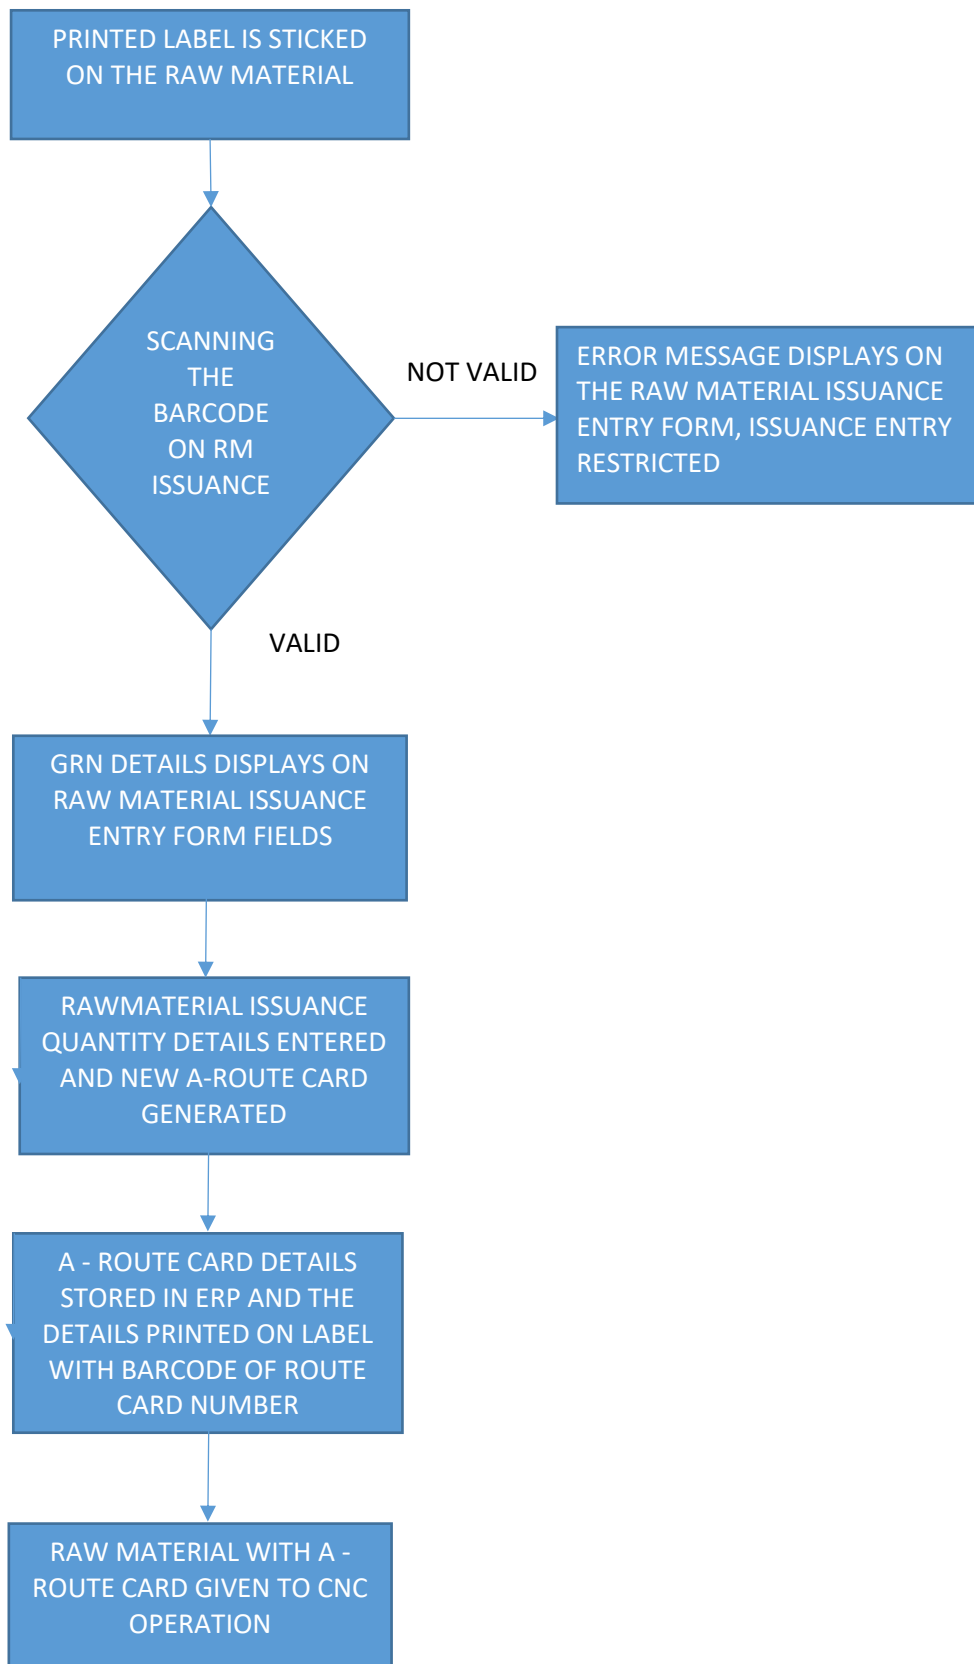 PRINTED LABEL IS STICKED
ON THE RAW MATERIAL
SCANNING
THE
BARCODE
ON RM
ISSUANCE
NOT VALID
ERROR MESSAGE DISPLAYS ON
THE RAW MATERIAL ISSUANCE
ENTRY FORM, ISSUANCE ENTRY
RESTRICTED
VALID
GRN DETAILS DISPLAYS ON
RAW MATERIAL ISSUANCE
ENTRY FORM FIELDS
RAWMATERIAL ISSUANCE
QUANTITY DETAILS ENTERED
AND NEW A-ROUTE CARD
GENERATED
A - ROUTE CARD DETAILS
STORED IN ERP AND THE
DETAILS PRINTED ON LABEL
WITH BARCODE OF ROUTE
CARD NUMBER
RAW MATERIAL WITH A -
ROUTE CARD GIVEN TO CNC
OPERATION